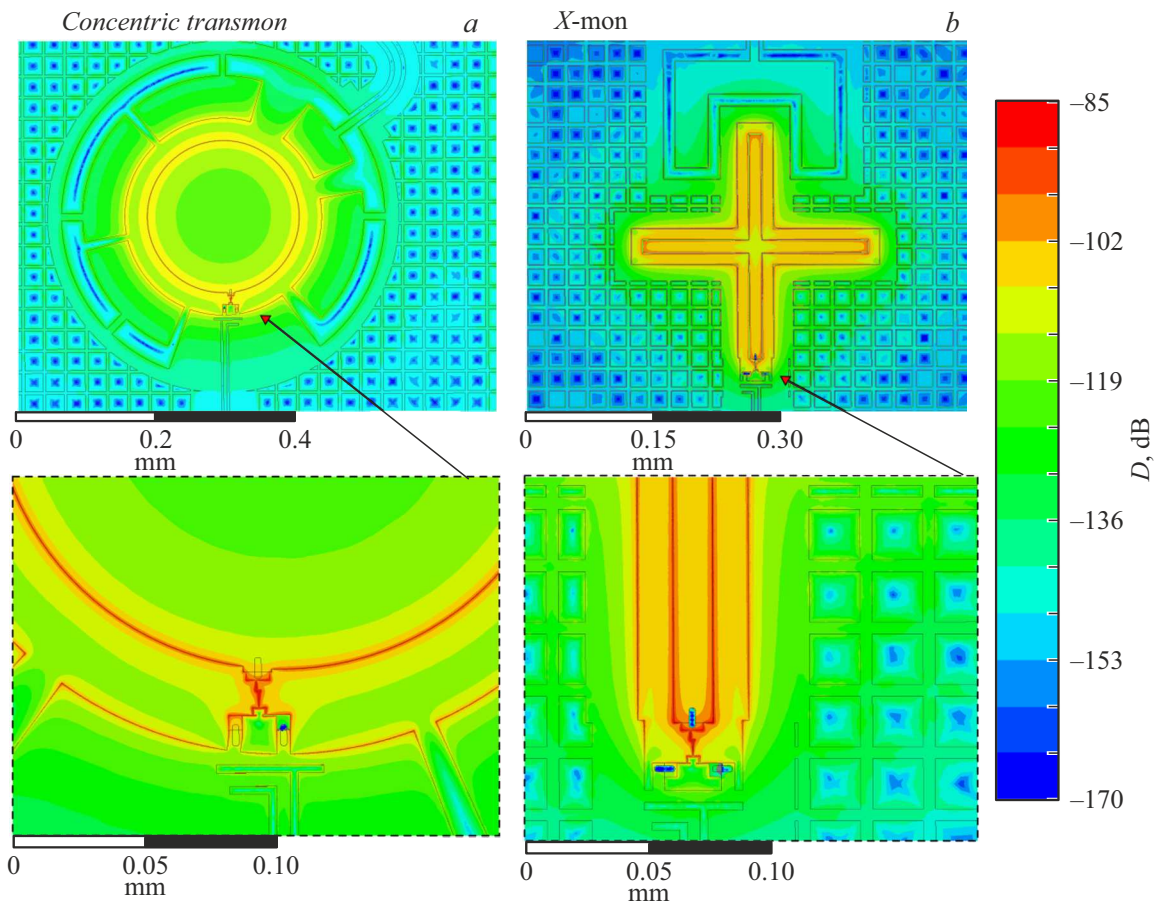 Concentric transmon
a
X-mon
b
0
0.2
0.4
mm
0
0.15
0.30
mm
0
0.05
0.10
mm
0
0.05
0.10
mm
–85
–102
–119
–136
–153
–170
D, dB